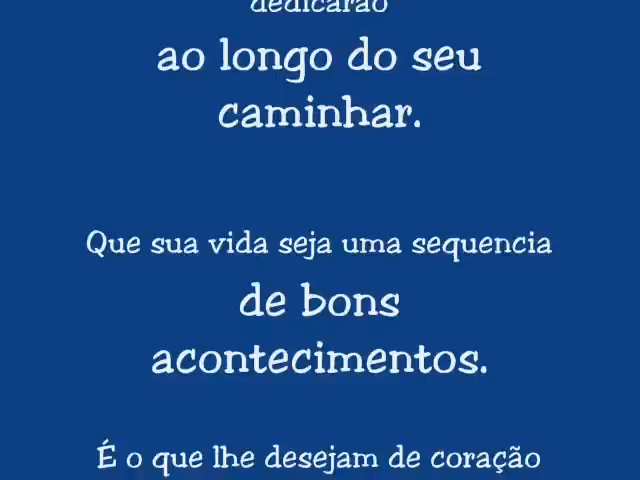 dedicarão
ao longo do seu
caminhar.
Que sua vida seja uma sequencia
de bons
acontecimentos.
É o que lhe desejam de coração